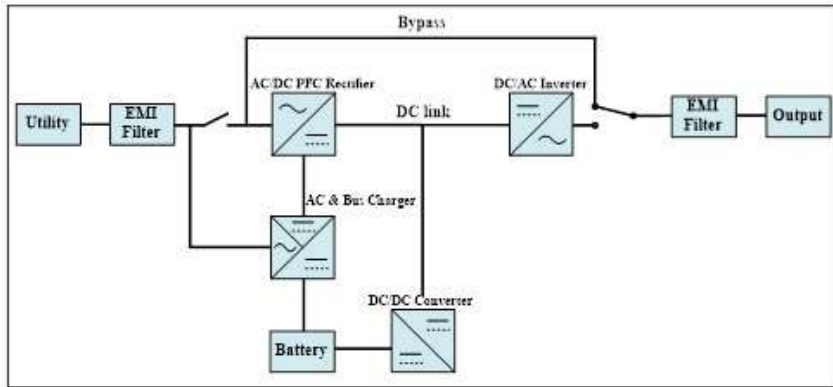 Bypass
AC/DC PFC Rectifier
DC/AC Inverter
Utility
EMI
Filter
DC link
EMI
Filter
Output
AC & Bus Charger
DC/DC Converter
Battery